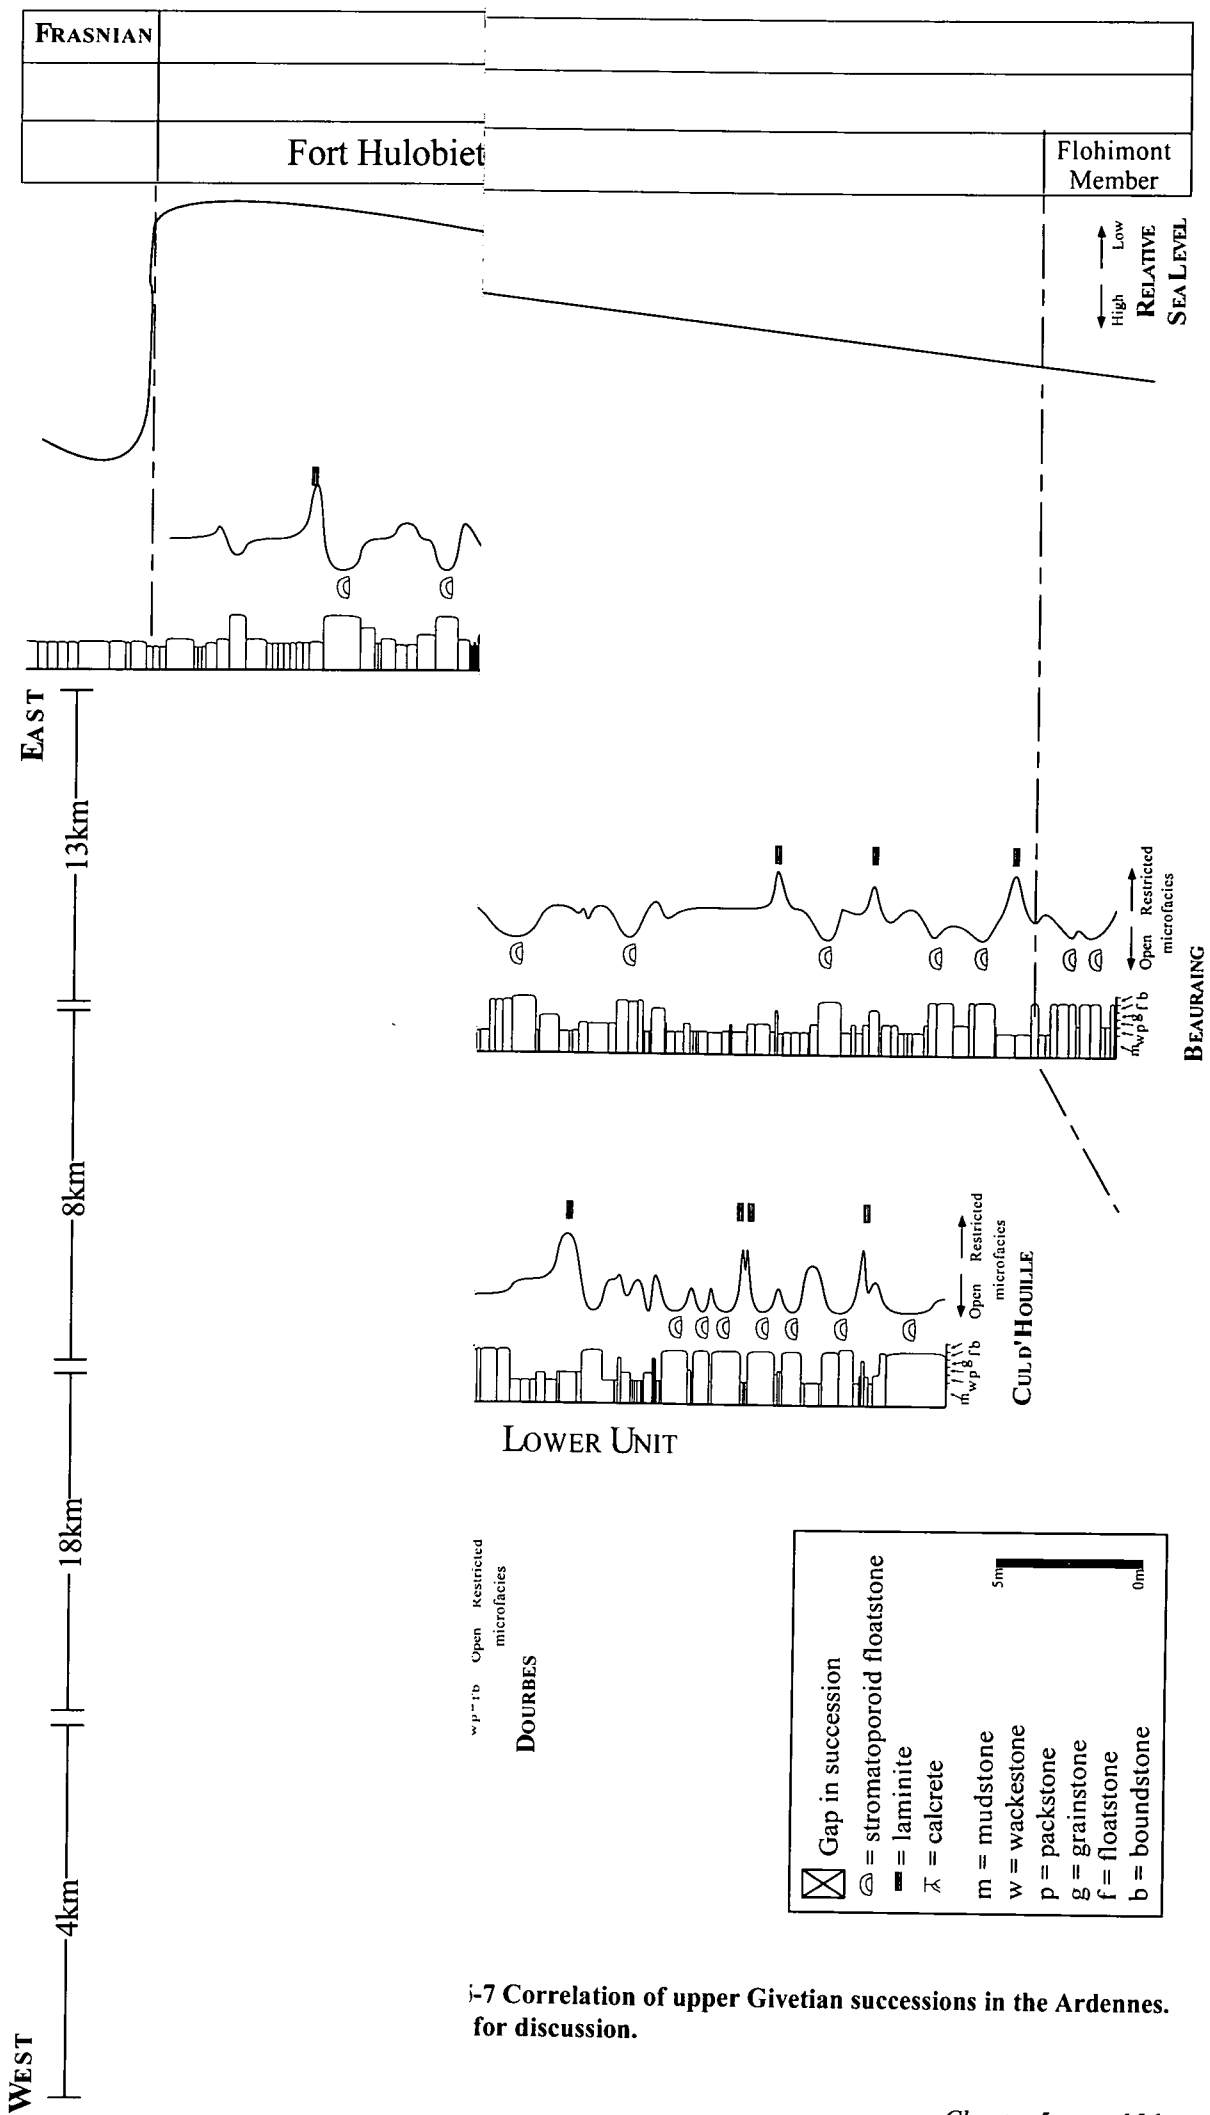 FRASNIAN
Fort Hulobiet
Flohimont
Member
High Low
RELATIVE
SEA LEVEL
EAST
13km
8km
18km
4km
WEST
Open Restricted
microfacies
m w p g f b
BEAURAING
Open Restricted
microfacies
m w p g f b
CUL D'HOUILLE
LOWER UNIT
Open Restricted
microfacies
DOURBES
Gap in succession
= stromatoporoid floatstone
= laminite
= calcrete
m = mudstone
w = wackestone
p = packstone
g = grainstone
f = floatstone
b = boundstone
5m
0m
-7 Correlation of upper Givetian successions in the Ardennes.
for discussion.